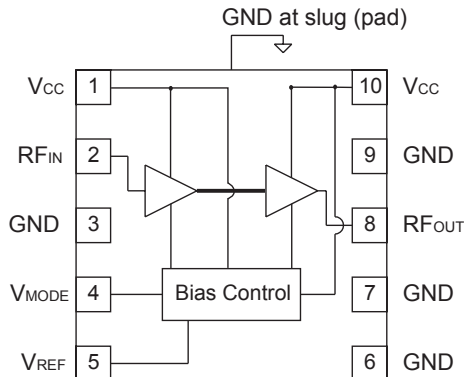 GND at slug (pad)
VCC 1 10 VCC
RFIN 2 9 GND
GND 3 8 RFOUT
VMODE 4 Bias Control 7 GND
VREF 5 6 GND